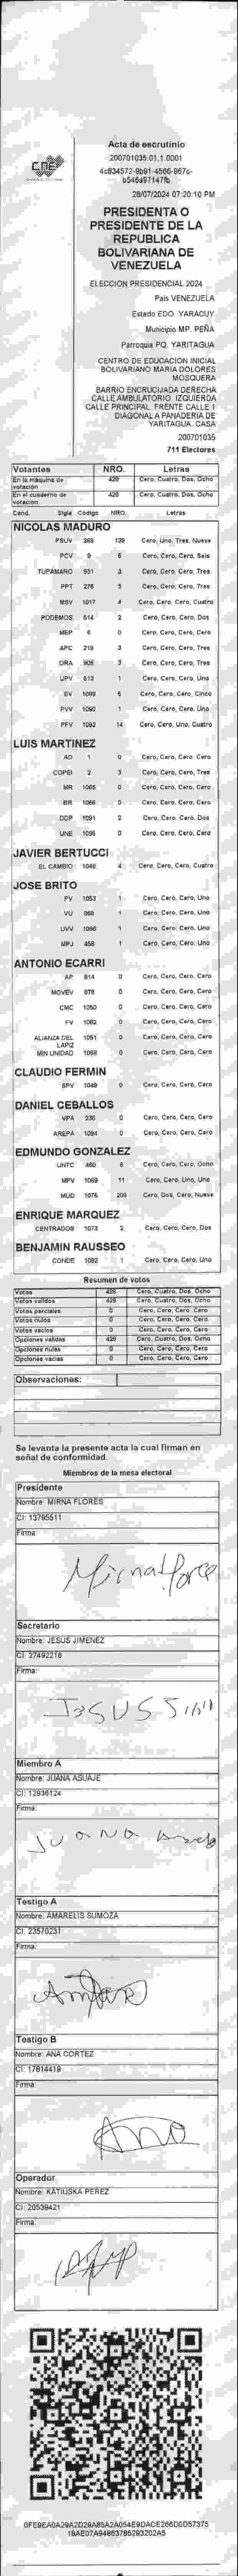 CNE
Acta de escrutinio
200701035.01.1.0001
28/07/2024 07:20:10 PM
PRESIDENTA O
PRESIDENTE DE LA
REPUBLICA
BOLIVARIANA DE
VENEZUELA
ELECCION PRESIDENCIAL 2024
Pais VENEZUELA
Estado EDO. YARACUY
Municipio MP. PEÑA
Parroquia PQ. YARITAGUA
CENTRO DE EDUCACIÓN INICIAL
BOLIVARIANO MARIA DOLORES
MOSQUERA
BARRIO ENCRUCIJADA DERECHA
CALLE AMBULATORIO. IZQUIERDA
CALLE PRINCIPAL. FRENTE CALLE 1
DIAGONAL A PANADERIA DE
YARITAGUA. CASA
200701035
711 Electores
Votantes NRO. Letras
En la máquina de votación 428 Cero, Cuatro, Dos, Ocho
En el cuaderno de votación 428 Cero, Cuatro, Dos, Ocho
Cand. Sigla Código NRO. Letras
NICOLAS MADURO
PSUV 139 Cero, Uno, Tres, Nueve
PCV 9 6 Cero, Cero, Cero, Seis
TUPAMARO 931 3 Cero, Cero, Cero, Tres
PPT 276 3 Cero, Cero, Cero, Tres
MSV 1017 4 Cero, Cero, Cero, Cuatro
PODEMOS 614 2 Cero, Cero, Cero, Dos
MEP 6 0 Cero, Cero, Cero, Cero
APC 219 3 Cero, Cero, Cero, Tres
ORA 905 3 Cero, Cero, Cero, Tres
UPV 613 1 Cero, Cero, Cero, Uno
EV 1089 5 Cero, Cero, Cero, Cinco
PVV 1090 1 Cero, Cero, Cero, Uno
PFV 1093 14 Cero, Cero, Uno, Cuatro
LUIS MARTINEZ
AD 1 0 Cero, Cero, Cero, Cero
COPEI 2 3 Cero, Cero, Cero, Tres
MR 1065 0 Cero, Cero, Cero, Cero
BR 1066 0 Cero, Cero, Cero, Cero
DDP 1091 2 Cero, Cero, Cero, Dos
UNE 1095 0 Cero, Cero, Cero, Cero
JAVIER BERTUCCI
EL CAMBIO 1048 4 Cero, Cero, Cero, Cuatro
JOSE BRITO
PV 1053 1 Cero, Cero, Cero, Uno
VU 968 1 Cero, Cero, Cero, Uno
UVV 1096 1 Cero, Cero, Cero, Uno
MPJ 458 1 Cero, Cero, Cero, Uno
ANTONIO ECARRI
AP 814 0 Cero, Cero, Cero, Cero
MOVEV 978 0 Cero, Cero, Cero, Cero
CMC 1050 0 Cero, Cero, Cero, Cero
FV 1062 0 Cero, Cero, Cero, Cero
ALIANZA DEL LAPIZ 1051 0 Cero, Cero, Cero, Cero
MIN UNIDAD 1068 0 Cero, Cero, Cero, Cero
CLAUDIO FERMIN
SPV 1049 0 Cero, Cero, Cero, Cero
DANIEL CEBALLOS
VPA 236 0 Cero, Cero, Cero, Cero
AREPA 1094 0 Cero, Cero, Cero, Cero
EDMUNDO GONZALEZ
UNTC 460 8 Cero, Cero, Cero, Ocho
MPV 1069 11 Cero, Cero, Uno, Uno
MUD 1076 209 Cero, Dos, Cero, Nueve
ENRIQUE MARQUEZ
CENTRADOS 1073 2 Cero, Cero, Cero, Dos
BENJAMIN RAUSSEO
CONDE 1092 1 Cero, Cero, Cero, Uno
Resumen de votos
Votos 428 Cero, Cuatro, Dos, Ocho
Votos validos 428 Cero, Cuatro, Dos, Ocho
Votos parciales 0 Cero, Cero, Cero, Cero
Votos nulos 0 Cero, Cero, Cero, Cero
Votos vacios 0 Cero, Cero, Cero, Cero
Opciones validas 428 Cero, Cuatro, Dos, Ocho
Opciones nulas 0 Cero, Cero, Cero, Cero
Opciones vacias 0 Cero, Cero, Cero, Cero
Observaciones:
Se levanta la presente acta la cual firman en
señal de conformidad.
Miembros de la mesa electoral
Presidente
Nombre: MIRNA FLORES
CI: 13795511
Firma:
Mirna Flores
Secretario
Nombre: JESUS JIMENEZ
CI: 27492216
Firma:
JESUS
Miembro A
Nombre: JUANA ASUAJE
CI: 12936124
Firma:
JUANA
Testigo A
Nombre: AMARELIS SUMOZA
CI: 23570231
Firma:
Testigo B
Nombre: ANA CORTEZ
CI: 17614419
Firma:
Ana
Operador
Nombre: KATIUSKA PEREZ
CI: 20539421
Firma: